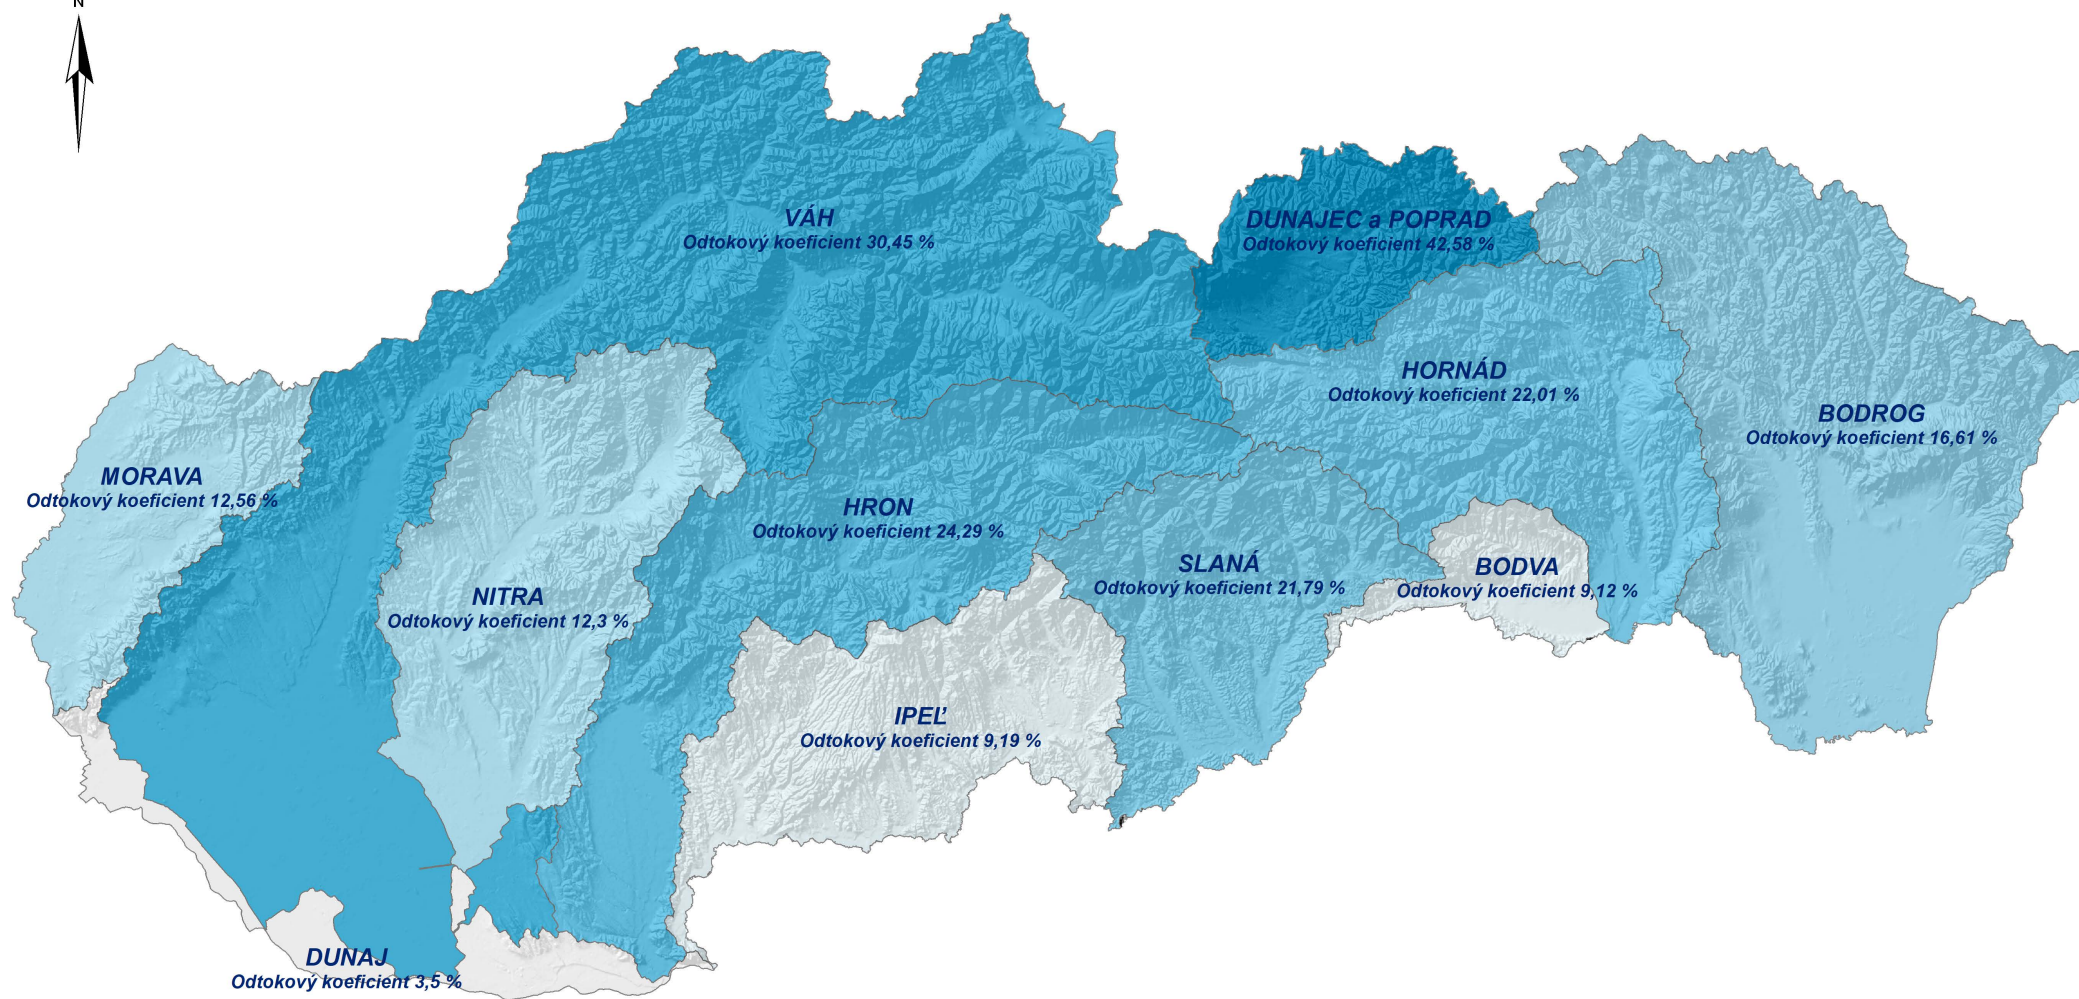 N
VÁH
Odtokový koeficient 30,45 %
DUNAJEC a POPRAD
Odtokový koeficient 42,58 %
HORNÁD
Odtokový koeficient 22,01 %
BODROG
Odtokový koeficient 16,61 %
MORAVA
Odtokový koeficient 12,56 %
HRON
Odtokový koeficient 24,29 %
SLANÁ
Odtokový koeficient 21,79 %
BODVA
Odtokový koeficient 9,12 %
NITRA
Odtokový koeficient 12,3 %
IPEĽ
Odtokový koeficient 9,19 %
DUNAJ
Odtokový koeficient 3,5 %